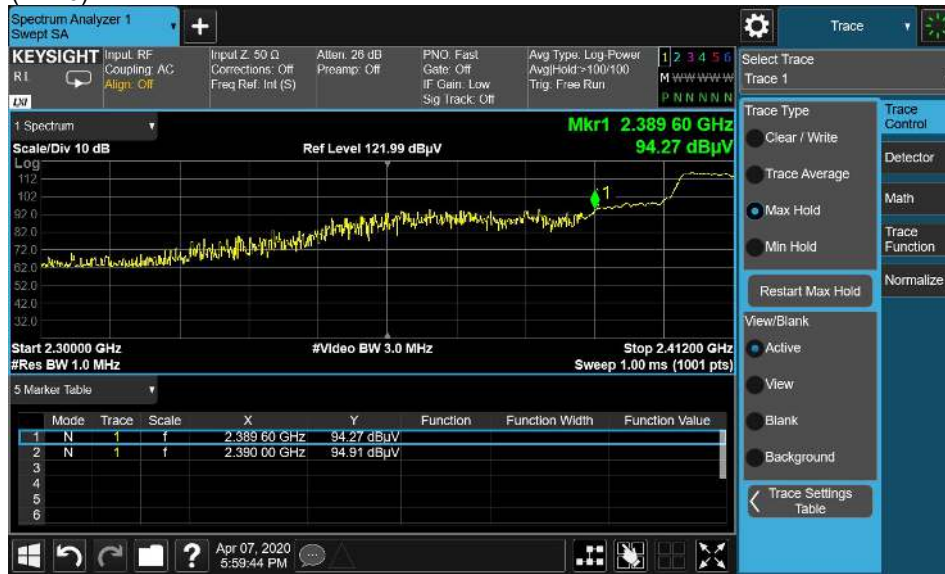 Spectrum Analyzer 1
Swept SA
Trace
KEYSIGHT
RL
LXI
Input: RF
Coupling: AC
Align: Off
Input Z: 50 Ω
Corrections: Off
Freq Ref: Int (S)
Atten: 26 dB
Preamp: Off
PNO: Fast
Gate: Off
IF Gain: Low
Sig Track: Off
Avg Type: Log-Power
Avg|Hold:>100/100
Trig: Free Run
1 2 3 4 5 6
M W W W W W
P N N N N N
Select Trace
Trace 1
1 Spectrum
Scale/Div 10 dB
Ref Level 121.99 dBµV
Mkr1 2.389 60 GHz
94.27 dBµV
Log
112
102
92.0
82.0
72.0
62.0
52.0
42.0
32.0
1
Start 2.30000 GHz
#Res BW 1.0 MHz
#Video BW 3.0 MHz
Stop 2.41200 GHz
Sweep 1.00 ms (1001 pts)
5 Marker Table
Mode Trace Scale X Y Function Function Width Function Value
1 N 1 f 2.389 60 GHz 94.27 dBµV
2 N 1 f 2.390 00 GHz 94.91 dBµV
3
4
5
6
Trace Type
Clear / Write
Trace Average
Max Hold
Min Hold
Restart Max Hold
View/Blank
Active
View
Blank
Background
Trace Settings
Table
Trace
Control
Detector
Math
Trace
Function
Normalize
?
Apr 07, 2020
5:59:44 PM